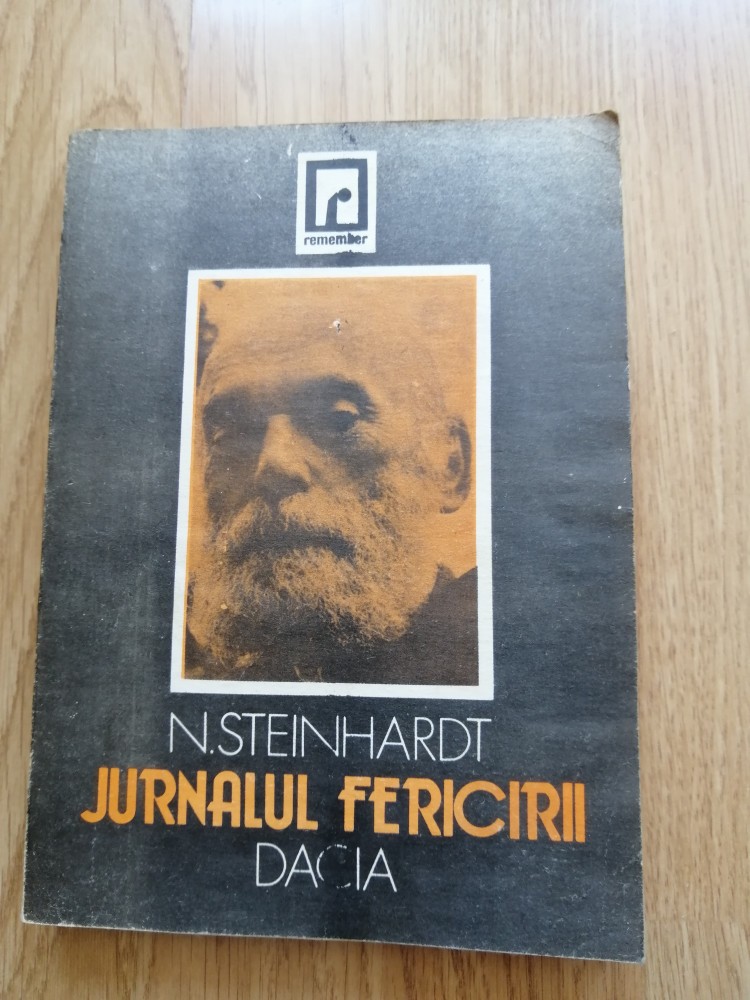 r
remember
N.STEINHARDT
JURNALUL FERICIRII
DACIA